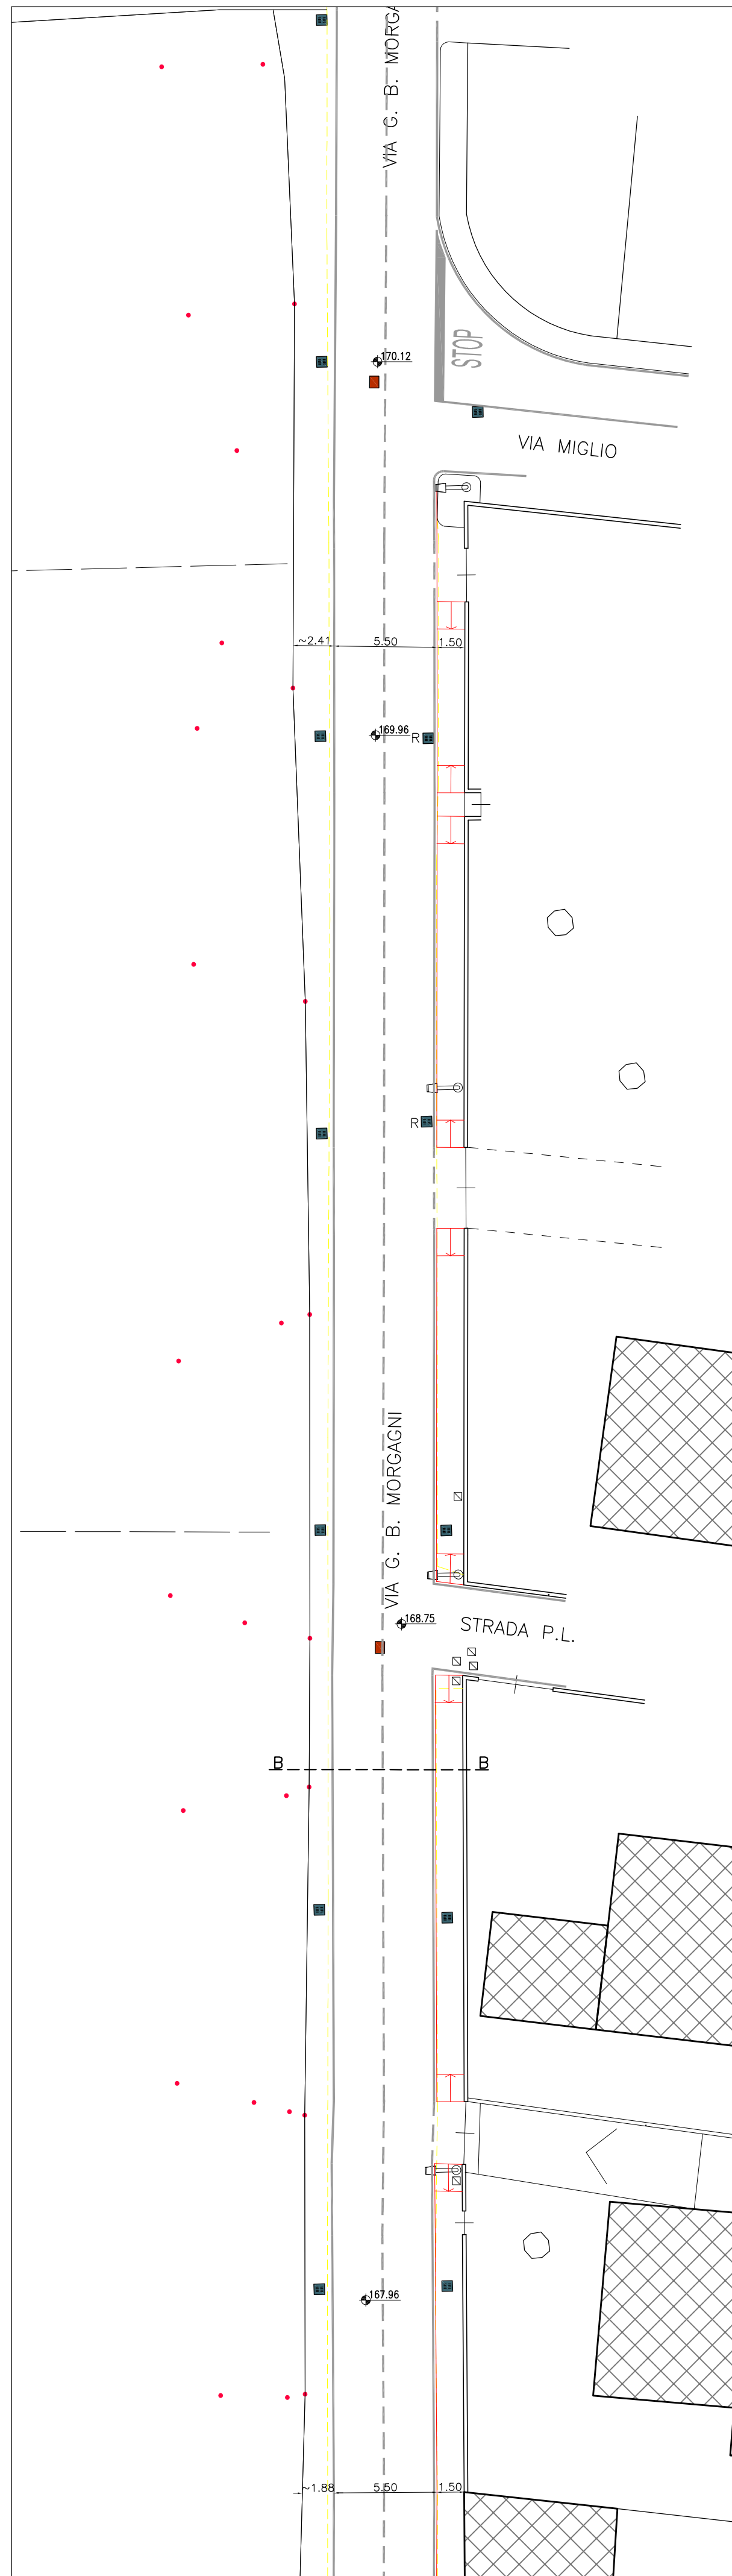 VIA G. B. MORGA
STOP
170.12
VIA MIGLIO
~2.41 5.50 1.50
169.96
R
R
VIA G. B. MORGAGNI
168.75
STRADA P.L.
B B
167.96
~1.88 5.50 1.50